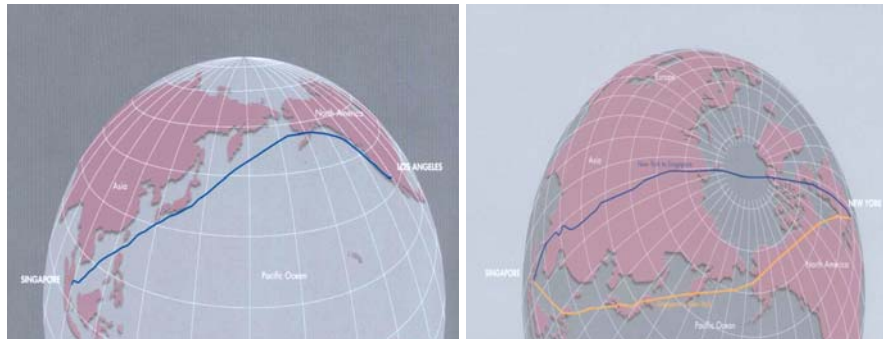 North America
LOS ANGELES
Asia
SINGAPORE
Pacific Ocean
Europe
Asia
New York to Singapore
NEW YORK
SINGAPORE
North America
Pacific Ocean